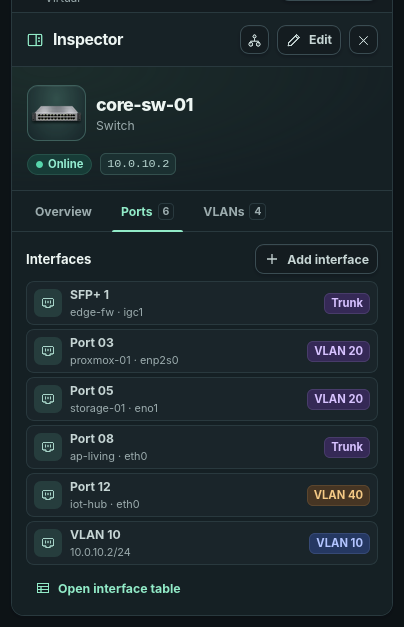 Virtual
Inspector
Edit
core-sw-01
Switch
Online
10.0.10.2
Overview
Ports 6
VLANs 4
Interfaces
Add interface
SFP+ 1
edge-fw · igc1
Trunk
Port 03
proxmox-01 · enp2s0
VLAN 20
Port 05
storage-01 · eno1
VLAN 20
Port 08
ap-living · eth0
Trunk
Port 12
iot-hub · eth0
VLAN 40
VLAN 10
10.0.10.2/24
VLAN 10
Open interface table